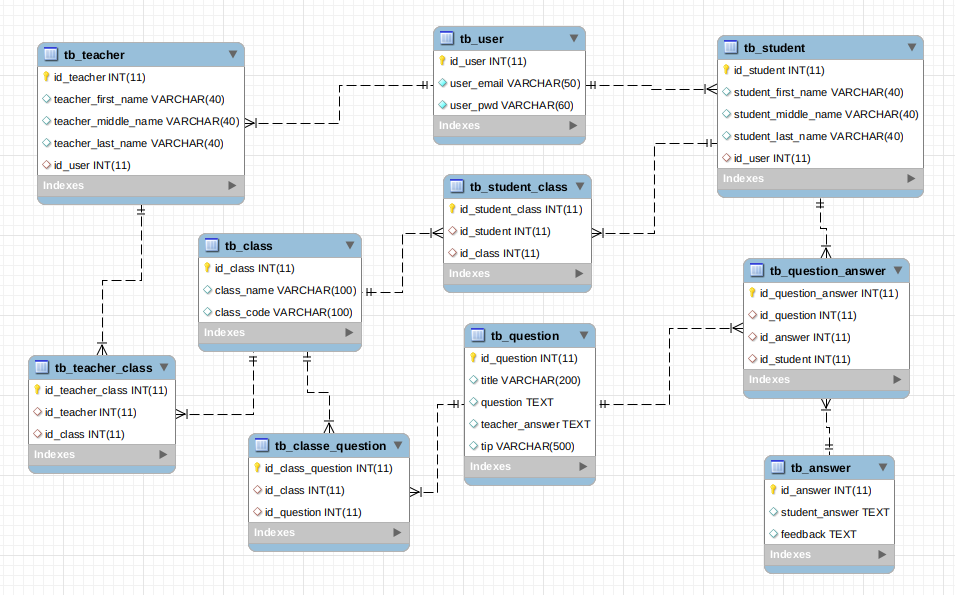 tb_teacher
id_teacher INT(11)
teacher_first_name VARCHAR(40)
teacher_middle_name VARCHAR(40)
teacher_last_name VARCHAR(40)
id_user INT(11)
Indexes
tb_user
id_user INT(11)
user_email VARCHAR(50)
user_pwd VARCHAR(60)
Indexes
tb_student
id_student INT(11)
student_first_name VARCHAR(40)
student_middle_name VARCHAR(40)
student_last_name VARCHAR(40)
id_user INT(11)
Indexes
tb_student_class
id_student_class INT(11)
id_student INT(11)
id_class INT(11)
Indexes
tb_class
id_class INT(11)
class_name VARCHAR(100)
class_code VARCHAR(100)
Indexes
tb_question_answer
id_question_answer INT(11)
id_question INT(11)
id_answer INT(11)
id_student INT(11)
Indexes
tb_question
id_question INT(11)
title VARCHAR(200)
question TEXT
teacher_answer TEXT
tip VARCHAR(500)
Indexes
tb_teacher_class
id_teacher_class INT(11)
id_teacher INT(11)
id_class INT(11)
Indexes
tb_classe_question
id_class_question INT(11)
id_class INT(11)
id_question INT(11)
Indexes
tb_answer
id_answer INT(11)
student_answer TEXT
feedback TEXT
Indexes